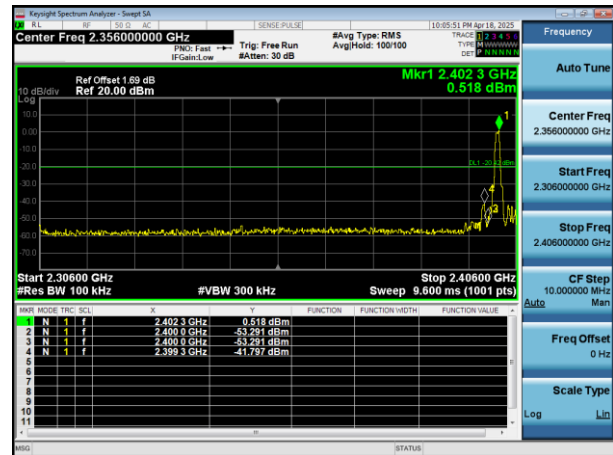 Keysight Spectrum Analyzer - Swept SA
RL RF 50 Ω AC SENSE:PULSE 10:05:51 PM Apr 18, 2025
Center Freq 2.356000000 GHz
PNO: Fast
IFGain:Low
Trig: Free Run
#Atten: 30 dB
#Avg Type: RMS
Avg|Hold: 100/100
TRACE 1 2 3 4 5 6
TYPE M WWWWW
DET P N N N N N
Ref Offset 1.69 dB
Ref 20.00 dBm
Mkr1 2.402 3 GHz
0.518 dBm
10 dB/div
Log
10.0
0.00
-10.0
-20.0
-30.0
-40.0
-50.0
-60.0
-70.0
1
4
3
Start 2.30600 GHz
Stop 2.40600 GHz
#Res BW 100 kHz
#VBW 300 kHz
Sweep 9.600 ms (1001 pts)
MKR MODE TRC SCL X Y FUNCTION FUNCTION WIDTH FUNCTION VALUE
1 N 1 f 2.402 3 GHz 0.518 dBm
2 N 1 f 2.400 0 GHz -53.291 dBm
3 N 1 f 2.400 0 GHz -53.291 dBm
4 N 1 f 2.399 3 GHz -41.797 dBm
5
6
7
8
9
10
11
MSG
STATUS
Frequency
Auto Tune
Center Freq
2.356000000 GHz
Start Freq
2.306000000 GHz
Stop Freq
2.406000000 GHz
CF Step
10.000000 MHz
Auto Man
Freq Offset
0 Hz
Scale Type
Log Lin